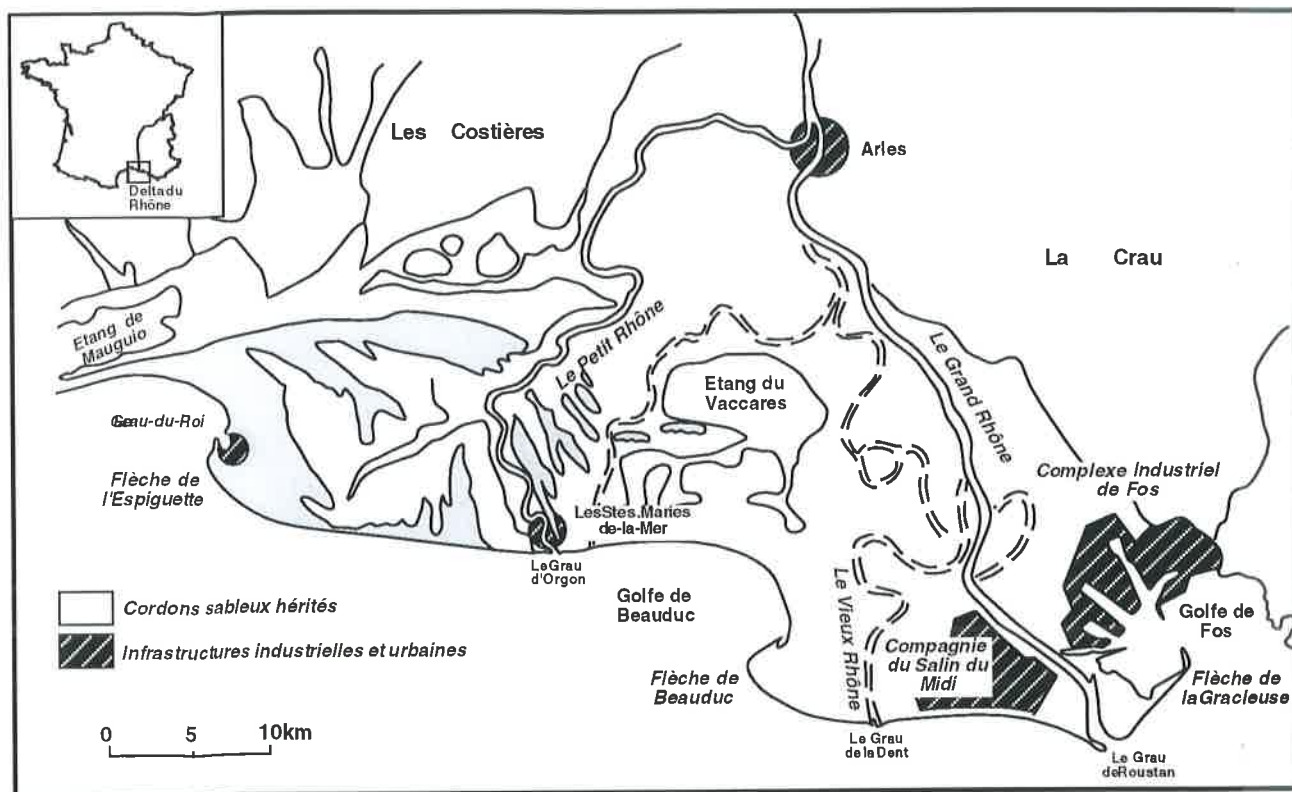 Delta du
Rhône
Les Costières
Arles
La Crau
Etang de
Mauguio
Le Petit Rhône
Le Grand Rhône
Etang du
Vaccares
Grau-du-Roi
Flèche de
l'Espiguette
Complexe Industriel
de Fos
Les Stes. Maries
de-la-Mer
Le Grau
d'Orgon
Golfe de
Beauduc
Le Vieux Rhône
Golfe de
Fos
Cordons sableux hérités
Infrastructures industrielles et urbaines
Compagnie
du Salin du
Midi
Flèche de
Beauduc
Flèche de
la Gracieuse
0 5 10km
Le Grau
de la Dent
Le Grau
de Roustan